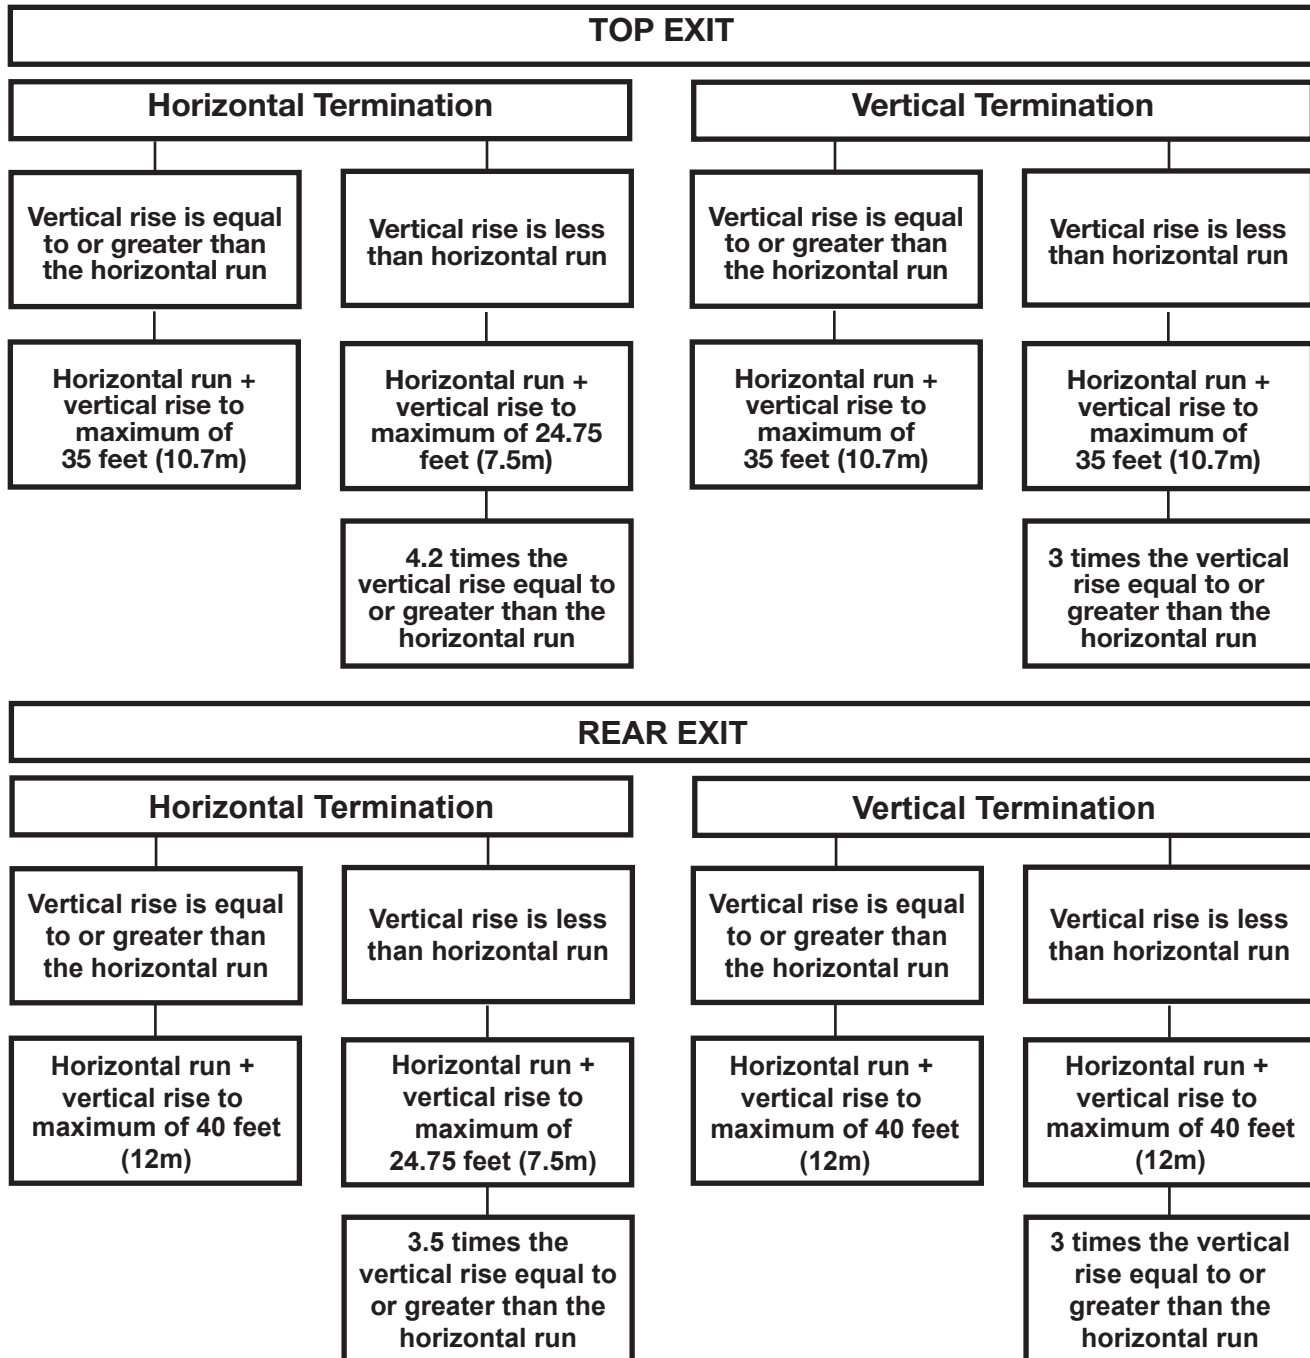 TOP EXIT
Horizontal Termination
Vertical Termination
Vertical rise is equal
to or greater than
the horizontal run
Vertical rise is less
than horizontal run
Vertical rise is equal
to or greater than
the horizontal run
Vertical rise is less
than horizontal run
Horizontal run +
vertical rise to
maximum of
35 feet (10.7m)
Horizontal run +
vertical rise to
maximum of 24.75
feet (7.5m)
Horizontal run +
vertical rise to
maximum of
35 feet (10.7m)
Horizontal run +
vertical rise to
maximum of
35 feet (10.7m)
4.2 times the
vertical rise equal to
or greater than the
horizontal run
3 times the vertical
rise equal to or
greater than the
horizontal run
REAR EXIT
Horizontal Termination
Vertical Termination
Vertical rise is equal
to or greater than
the horizontal run
Vertical rise is less
than horizontal run
Vertical rise is equal
to or greater than
the horizontal run
Vertical rise is less
than horizontal run
Horizontal run +
vertical rise to
maximum of 40 feet
(12m)
Horizontal run +
vertical rise to
maximum of
24.75 feet (7.5m)
Horizontal run +
vertical rise to
maximum of 40 feet
(12m)
Horizontal run +
vertical rise to
maximum of 40 feet
(12m)
3.5 times the
vertical rise equal to
or greater than the
horizontal run
3 times the vertical
rise equal to or
greater than the
horizontal run